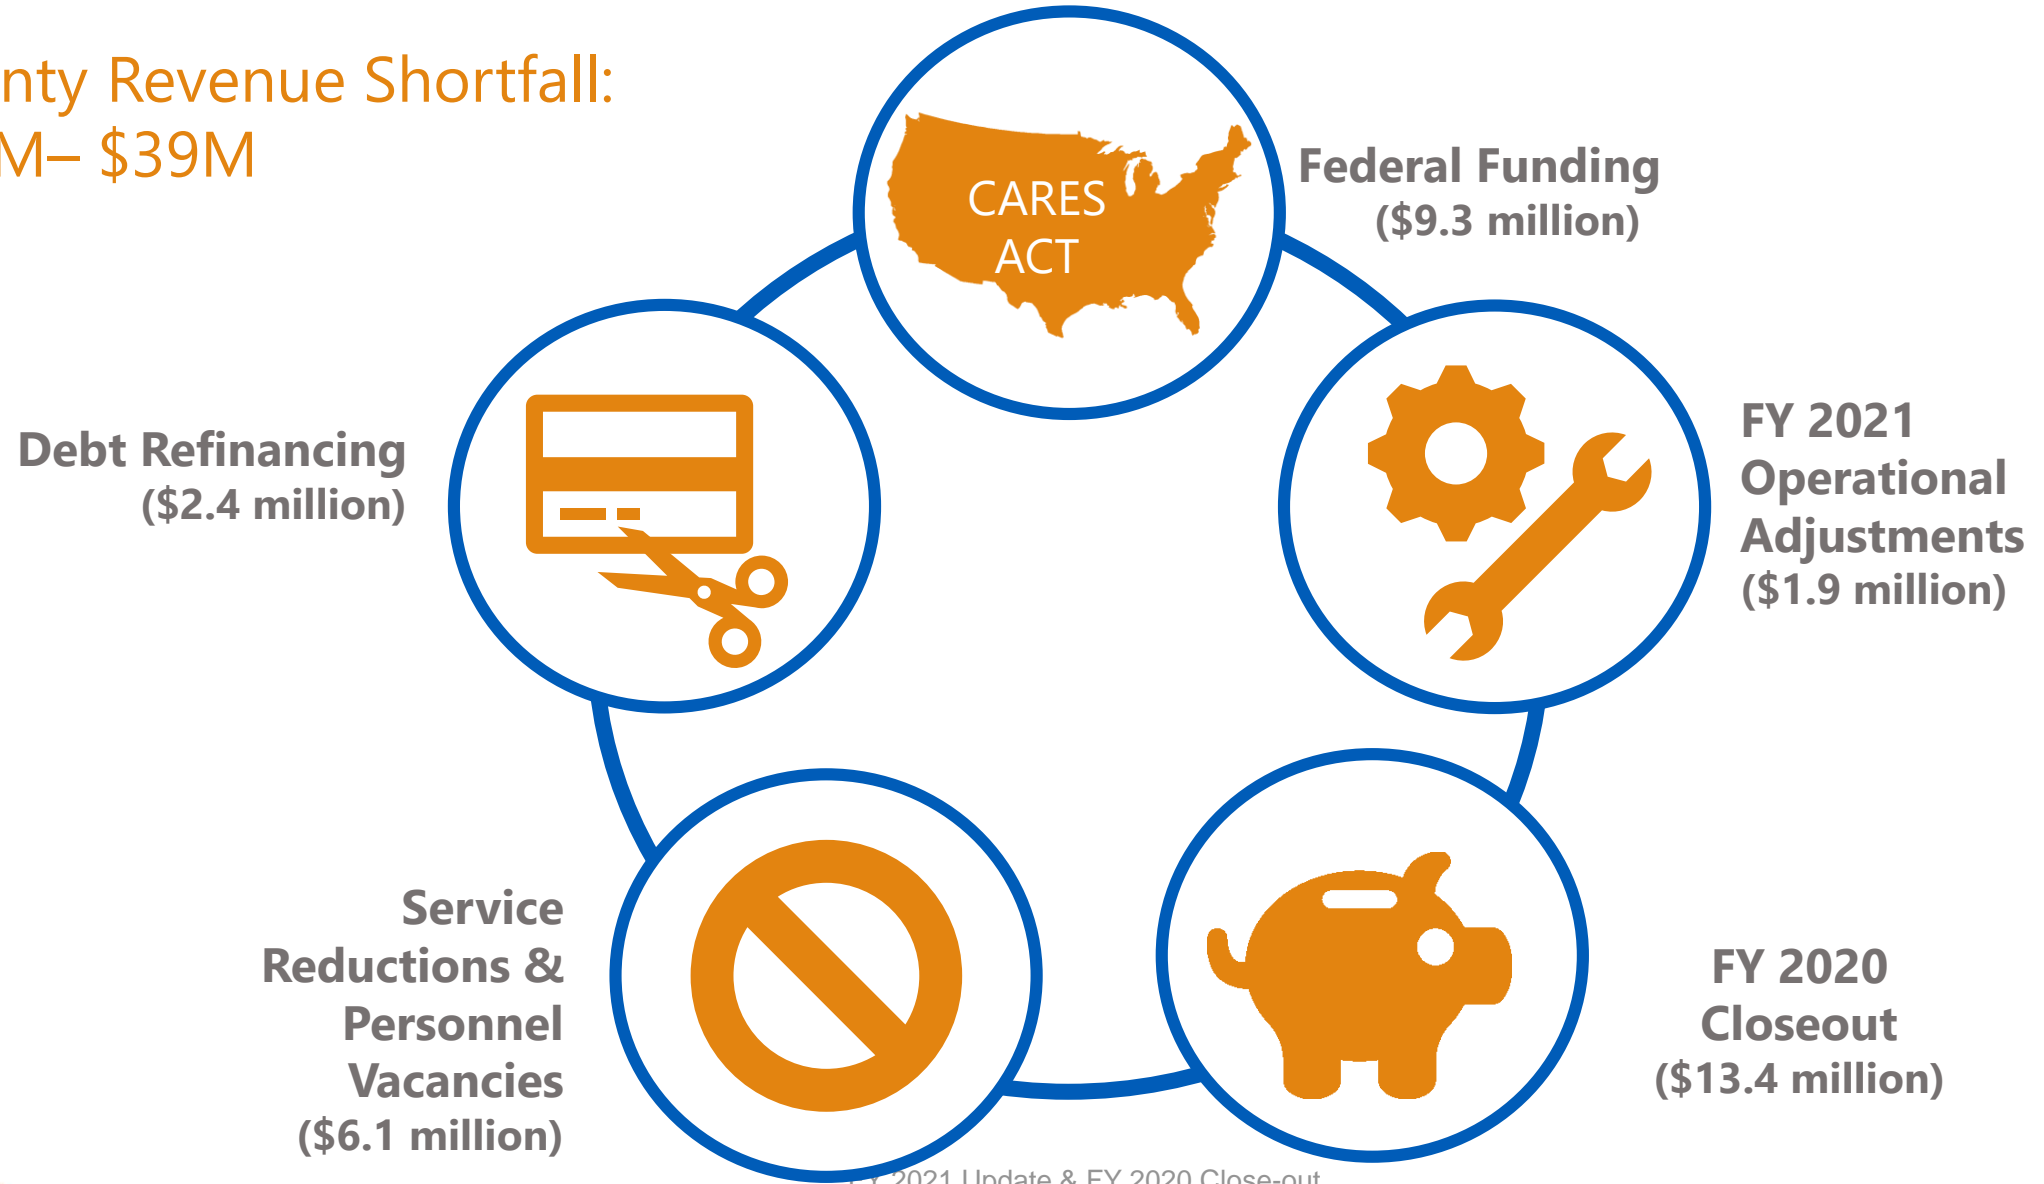 nty Revenue Shortfall:
M– $39M
CARES
ACT
Federal Funding
($9.3 million)
FY 2021
Operational
Adjustments
($1.9 million)
FY 2020
Closeout
($13.4 million)
Service
Reductions &
Personnel
Vacancies
($6.1 million)
Debt Refinancing
($2.4 million)
FY 2021 Update & FY 2020 Close-out